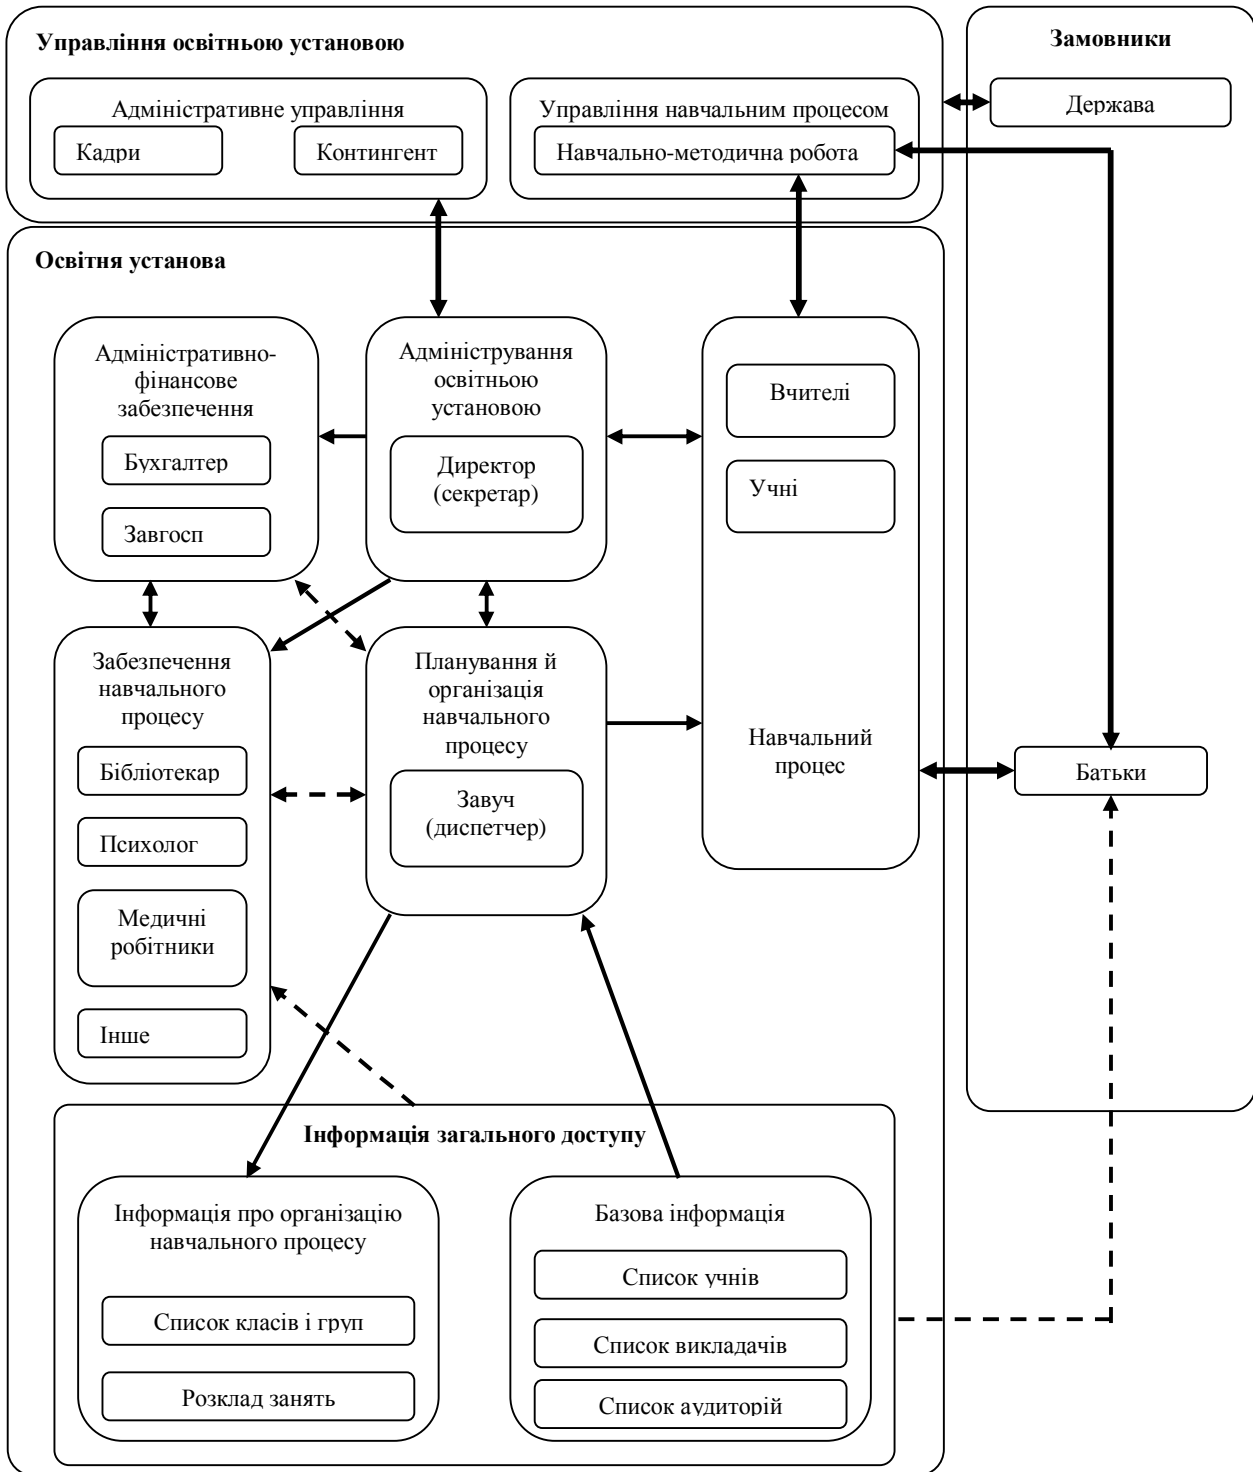 Управління освітньою установою
Адміністративне управління
Кадри
Контингент
Управління навчальним процесом
Навчально-методична робота
Замовники
Держава
Освітня установа
Адміністративно-
фінансове
забезпечення
Бухгалтер
Завгосп
Адміністрування
освітньою
установою
Директор
(секретар)
Вчителі
Учні
Навчальний
процес
Забезпечення
навчального
процесу
Бібліотекар
Психолог
Медичні
робітники
Інше
Планування й
організація
навчального
процесу
Завуч
(диспетчер)
Батьки
Інформація загального доступу
Інформація про організацію
навчального процесу
Список класів і груп
Розклад занять
Базова інформація
Список учнів
Список викладачів
Список аудиторій